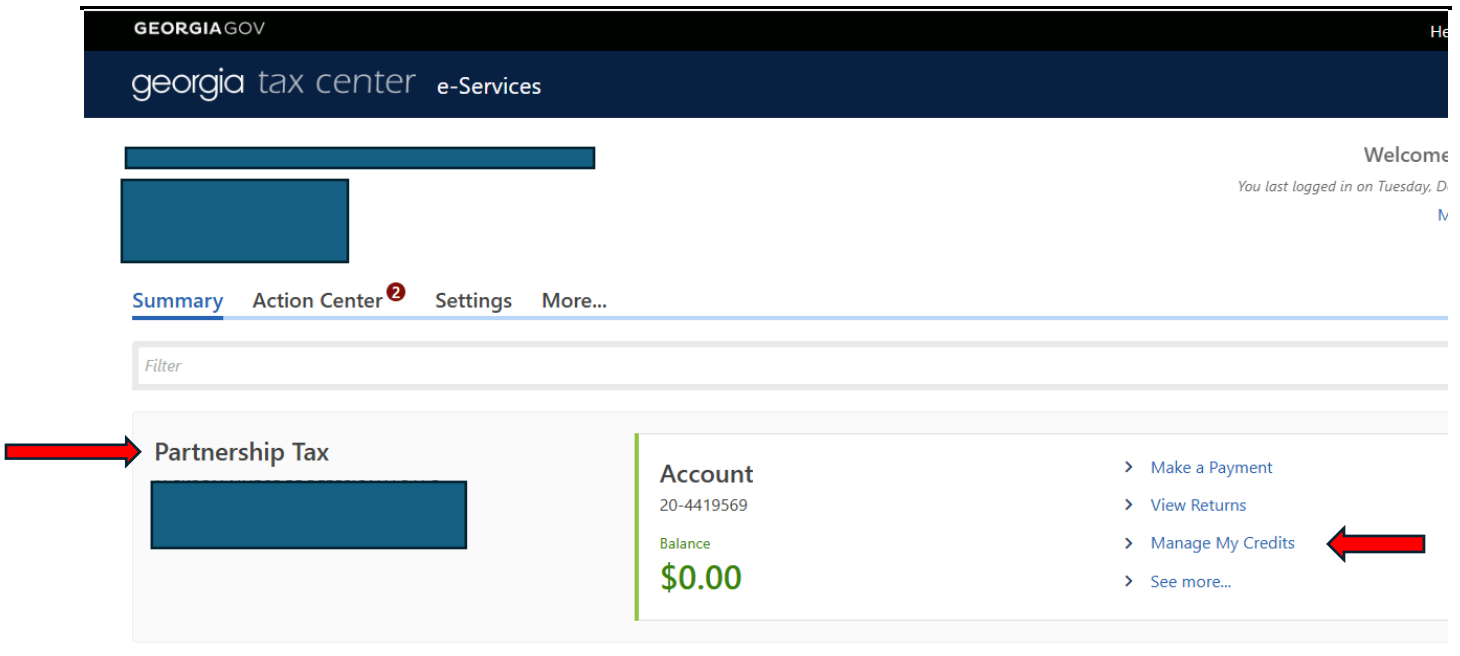 GEORGIAGOV
georgia tax center e-Services
Welcome
You last logged in on Tuesday,
Summary Action Center 2 Settings More...
Filter
Partnership Tax
Account
20-4419569
Balance
$0.00
Make a Payment
View Returns
Manage My Credits
See more...